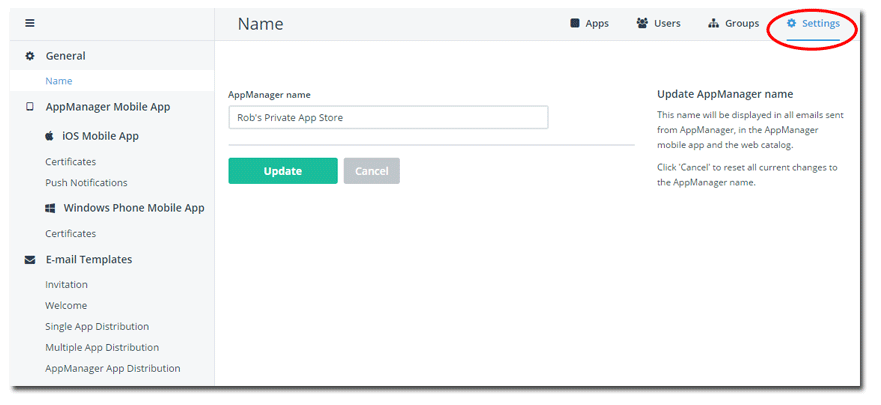 Name
Apps
Users
Groups
Settings
General
Name
AppManager Mobile App
iOS Mobile App
Certificates
Push Notifications
Windows Phone Mobile App
Certificates
E-mail Templates
Invitation
Welcome
Single App Distribution
Multiple App Distribution
AppManager App Distribution
AppManager name
Rob's Private App Store
Update
Cancel
Update AppManager name
This name will be displayed in all emails sent
from AppManager, in the AppManager
mobile app and the web catalog.
Click 'Cancel' to reset all current changes to
the AppManager name.